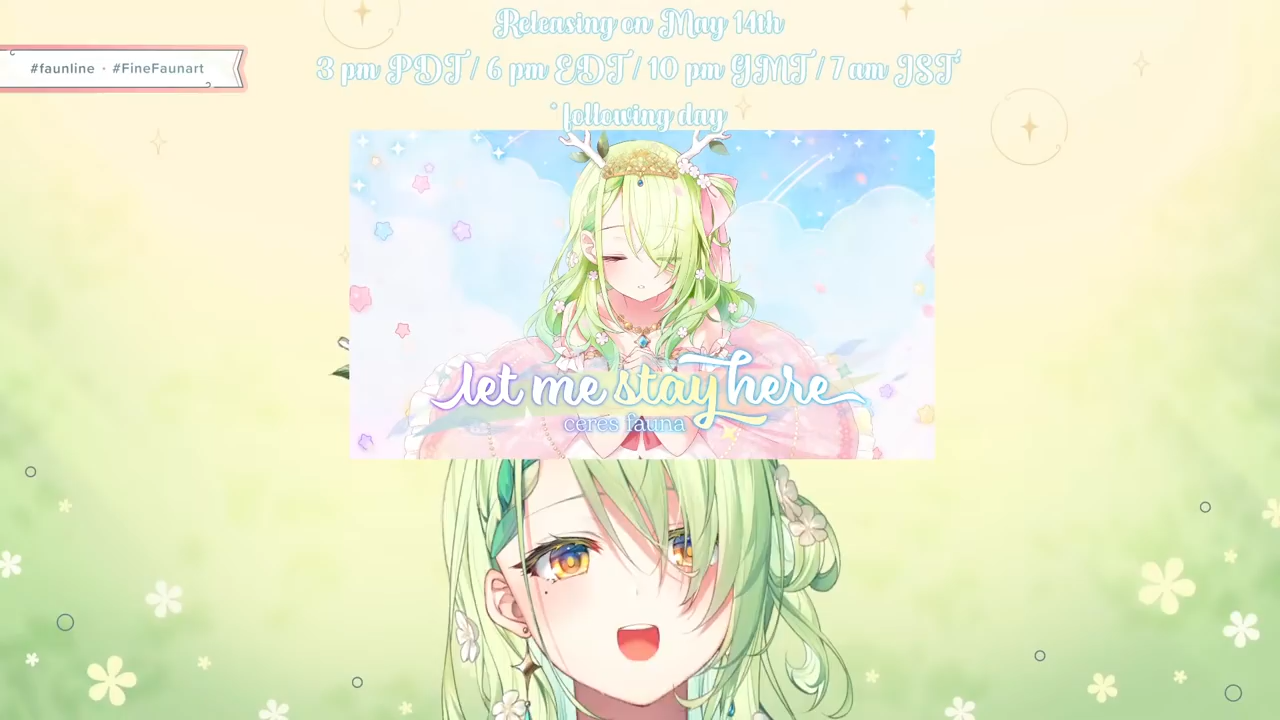 Releasing on May 14th
#faunline • #FineFaunart
3 pm PDT / 6 pm EDT / 10 pm GMT / 7 am JST*
*following day
let me stay here
ceres fauna